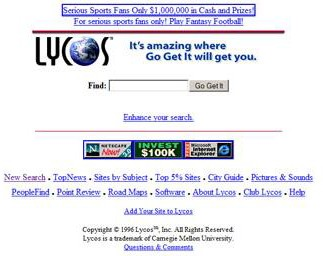 Serious Sports Fans Only $1,000,000 in Cash and Prizes!
For serious sports fans only! Play Fantasy Football!
LYCOS™ It's amazing where
Go Get It will get you.
Find: Go Get It
Enhance your search.
NETSCAPE Now! INVEST $100K Microsoft Internet Explorer
New Search • TopNews • Sites by Subject • Top 5% Sites • City Guide • Pictures & Sounds
PeopleFind • Point Review • Road Maps • Software • About Lycos • Club Lycos • Help
Add Your Site to Lycos
Copyright © 1996 Lycos™, Inc. All Rights Reserved.
Lycos is a trademark of Carnegie Mellon University.
Questions & Comments